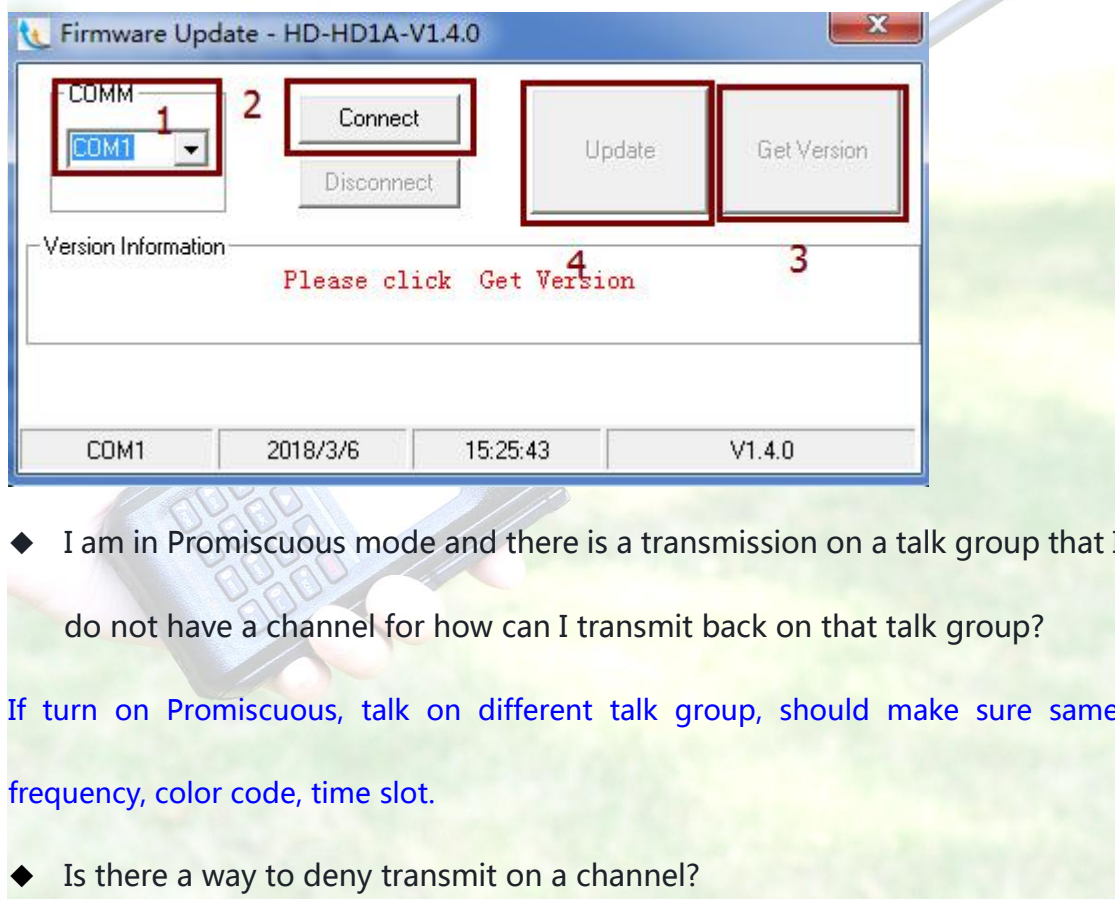 Firmware Update - HD-HD1A-V1.4.0
COMM
1
2
Connect
COM1
Update
Get Version
Disconnect
Version Information
4
3
Please click Get Version
COM1 2018/3/6 15:25:43 V1.4.0
◆ I am in Promiscuous mode and there is a transmission on a talk group that I
do not have a channel for how can I transmit back on that talk group?
If turn on Promiscuous, talk on different talk group, should make sure same
frequency, color code, time slot.
◆ Is there a way to deny transmit on a channel?